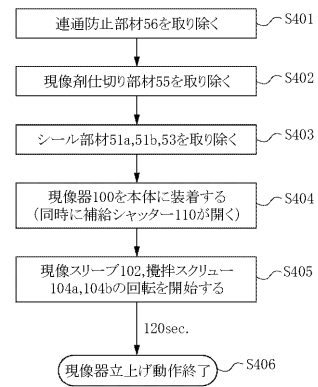 連通防止部材56を取り除く
S401
現像剤仕切り部材55を取り除く
S402
シール部材51a,51b,53を取り除く
S403
現像器100を本体に装着する
(同時に補給シャッター110が開く)
S404
現像スリーブ102,攪拌スクリュー
104a,104bの回転を開始する
S405
120sec.
現像器立上げ動作終了
S406